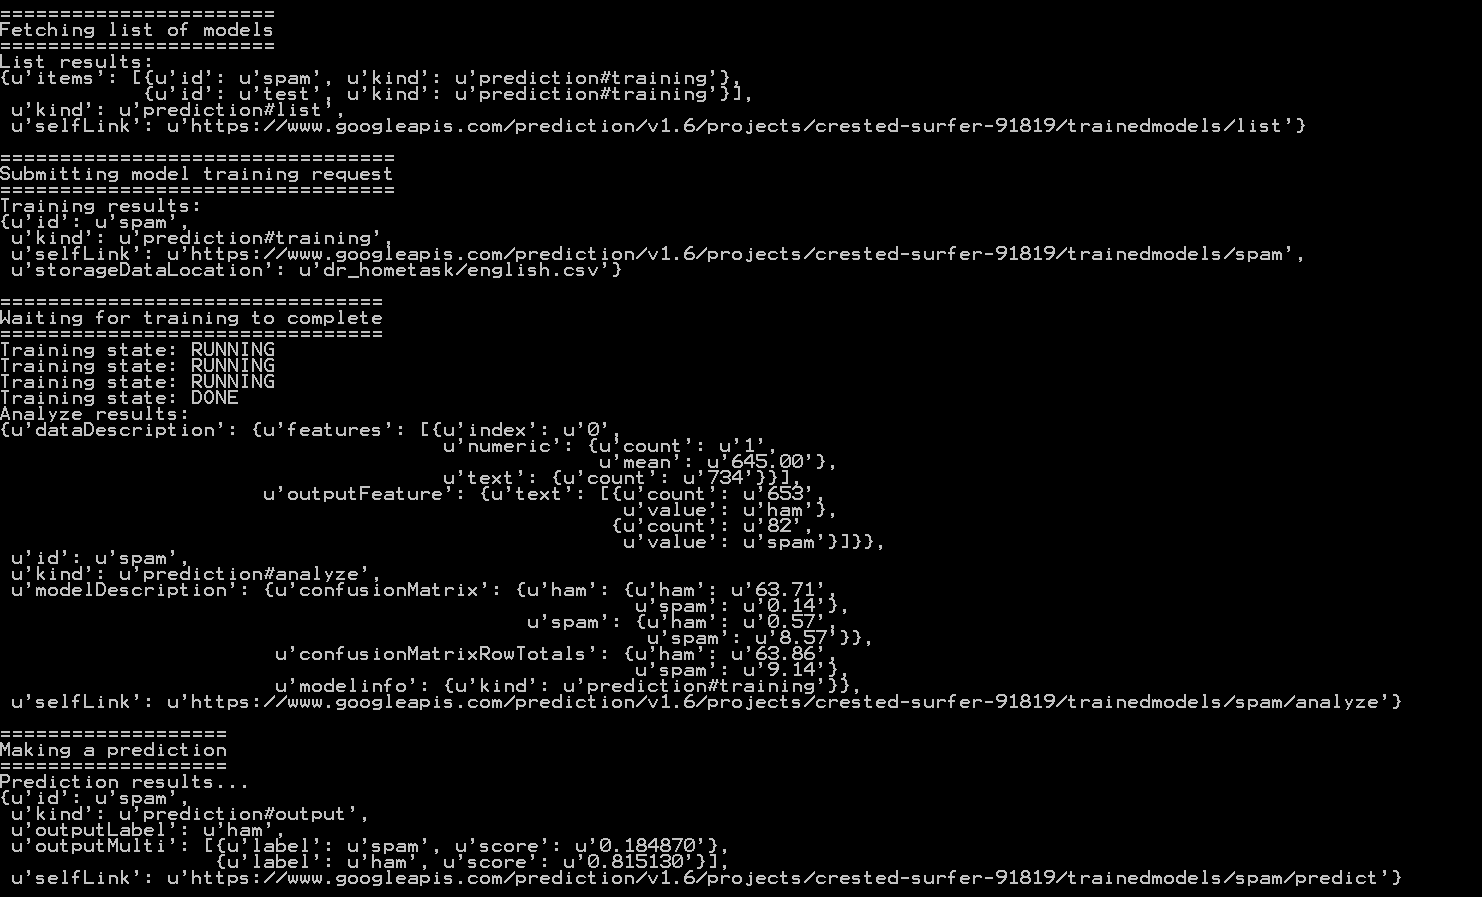 =======================
Fetching list of models
=======================
List results:
{u'items': [{u'id': u'spam', u'kind': u'prediction#training'},
            {u'id': u'test', u'kind': u'prediction#training'}],
 u'kind': u'prediction#list',
 u'selfLink': u'https://www.googleapis.com/prediction/v1.6/projects/crested-surfer-91819/trainedmodels/list'}
=================================
Submitting model training request
=================================
Training results:
{u'id': u'spam',
 u'kind': u'prediction#training',
 u'selfLink': u'https://www.googleapis.com/prediction/v1.6/projects/crested-surfer-91819/trainedmodels/spam',
 u'storageDataLocation': u'dr_hometask/english.csv'}
================================
Waiting for training to complete
================================
Training state: RUNNING
Training state: RUNNING
Training state: RUNNING
Training state: DONE
Analyze results:
{u'dataDescription': {u'features': [{u'index': u'0',
                                     u'numeric': {u'count': u'1',
                                                  u'mean': u'645.00'},
                                     u'text': {u'count': u'734'}}],
                      u'outputFeature': {u'text': [{u'count': u'653',
                                                    u'value': u'ham'},
                                                   {u'count': u'82',
                                                    u'value': u'spam'}]}},
 u'id': u'spam',
 u'kind': u'prediction#analyze',
 u'modelDescription': {u'confusionMatrix': {u'ham': {u'ham': u'63.71',
                                                     u'spam': u'0.14'},
                                            u'spam': {u'ham': u'0.57',
                                                      u'spam': u'8.57'}},
                       u'confusionMatrixRowTotals': {u'ham': u'63.86',
                                                     u'spam': u'9.14'},
                       u'modelinfo': {u'kind': u'prediction#training'}},
 u'selfLink': u'https://www.googleapis.com/prediction/v1.6/projects/crested-surfer-91819/trainedmodels/spam/analyze'}
===================
Making a prediction
===================
Prediction results...
{u'id': u'spam',
 u'kind': u'prediction#output',
 u'outputLabel': u'ham',
 u'outputMulti': [{u'label': u'spam', u'score': u'0.184870'},
                  {u'label': u'ham', u'score': u'0.815130'}],
 u'selfLink': u'https://www.googleapis.com/prediction/v1.6/projects/crested-surfer-91819/trainedmodels/spam/predict'}